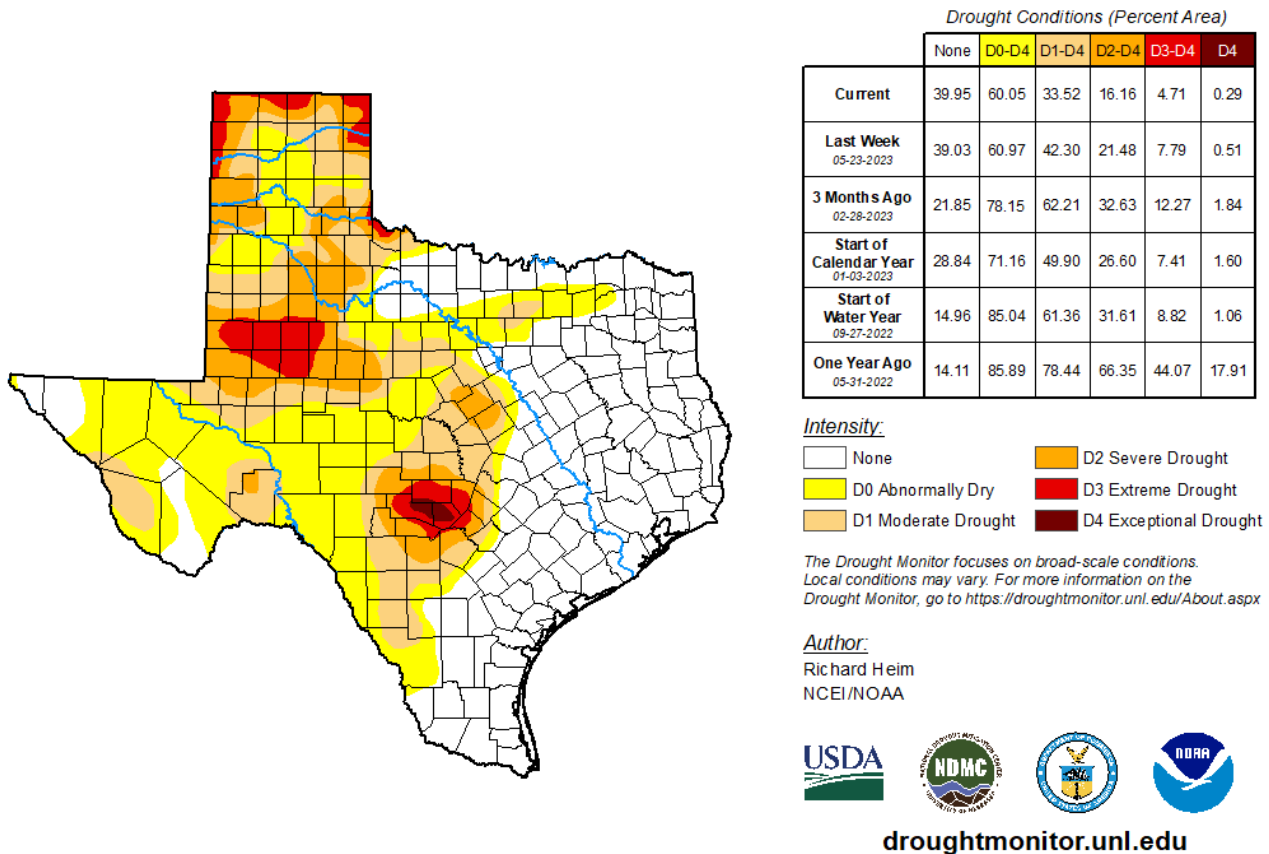 Drought Conditions (Percent Area)
None D0-D4 D1-D4 D2-D4 D3-D4 D4
Current 39.95 60.05 33.52 16.16 4.71 0.29
Last Week
05-23-2023 39.03 60.97 42.30 21.48 7.79 0.51
3 Months Ago
02-28-2023 21.85 78.15 62.21 32.63 12.27 1.84
Start of
Calendar Year
01-03-2023 28.84 71.16 49.90 26.60 7.41 1.60
Start of
Water Year
09-27-2022 14.96 85.04 61.36 31.61 8.82 1.06
One Year Ago
05-31-2022 14.11 85.89 78.44 66.35 44.07 17.91
Intensity:
None
D0 Abnormally Dry
D1 Moderate Drought
D2 Severe Drought
D3 Extreme Drought
D4 Exceptional Drought
The Drought Monitor focuses on broad-scale conditions.
Local conditions may vary. For more information on the
Drought Monitor, go to https://droughtmonitor.unl.edu/About.aspx
Author:
Richard Heim
NCEI/NOAA
USDA
NDMC
NOAA
droughtmonitor.unl.edu